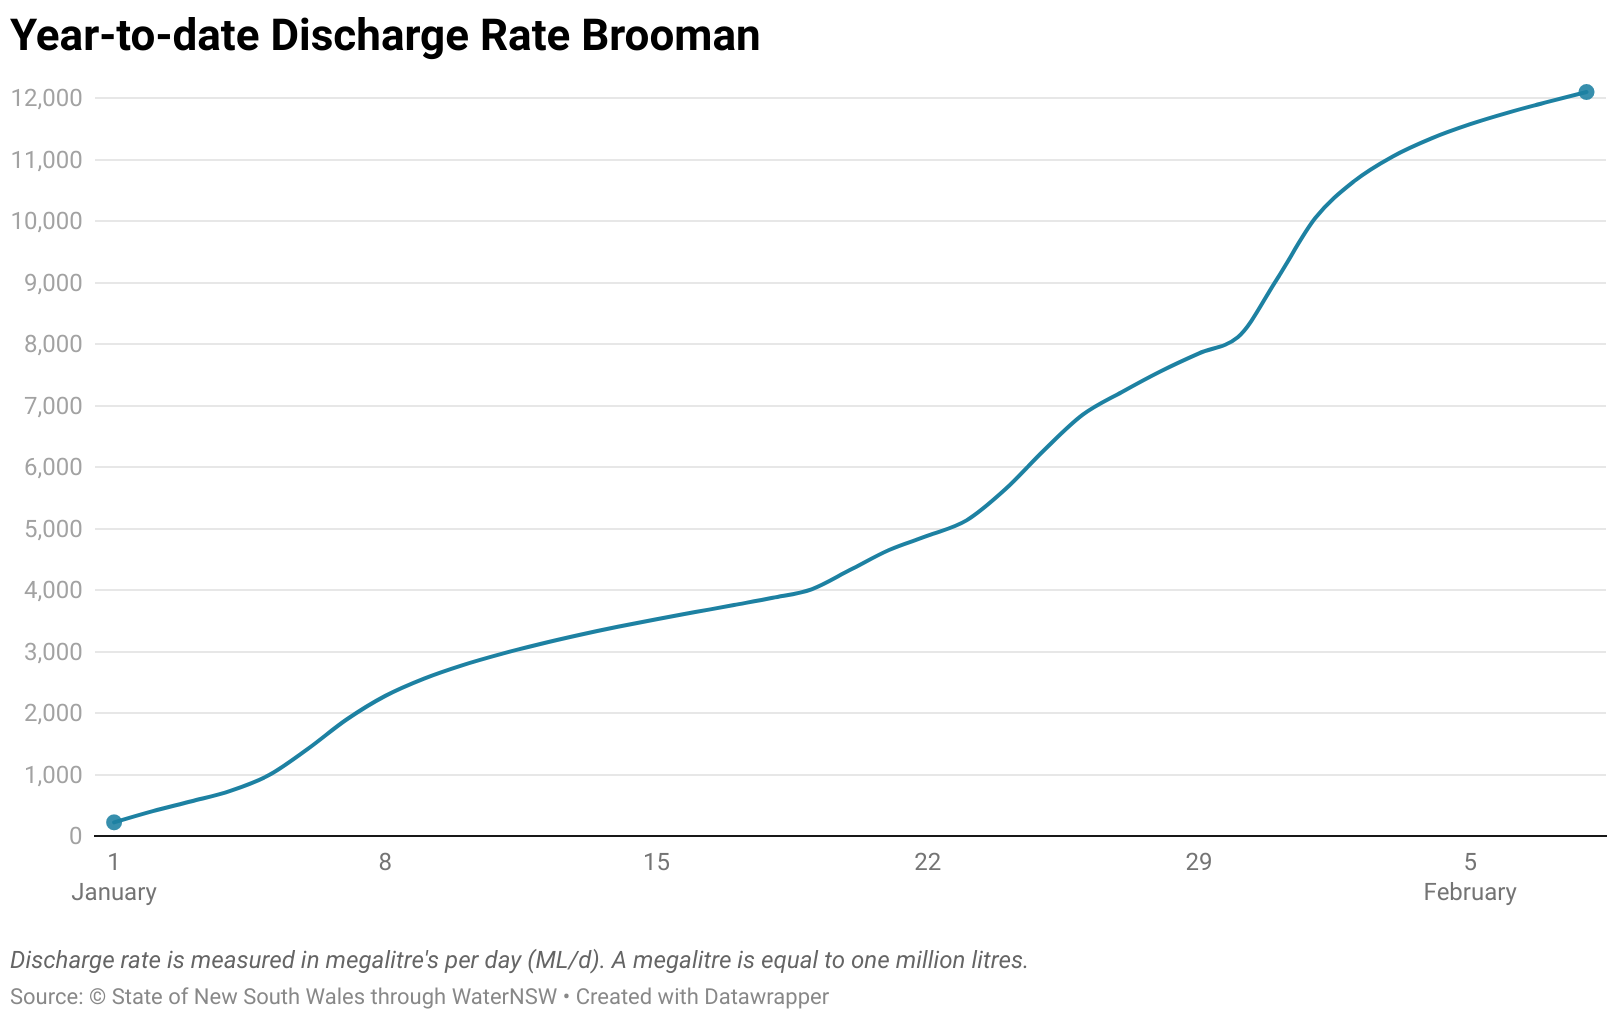 Year-to-date Discharge Rate Brooman
12,000
11,000
10,000
9,000
8,000
7,000
6,000
5,000
4,000
3,000
2,000
1,000
0
1 8 15 22 29 5
January February
Discharge rate is measured in megalitre's per day (ML/d). A megalitre is equal to one million litres.
Source: © State of New South Wales through WaterNSW • Created with Datawrapper